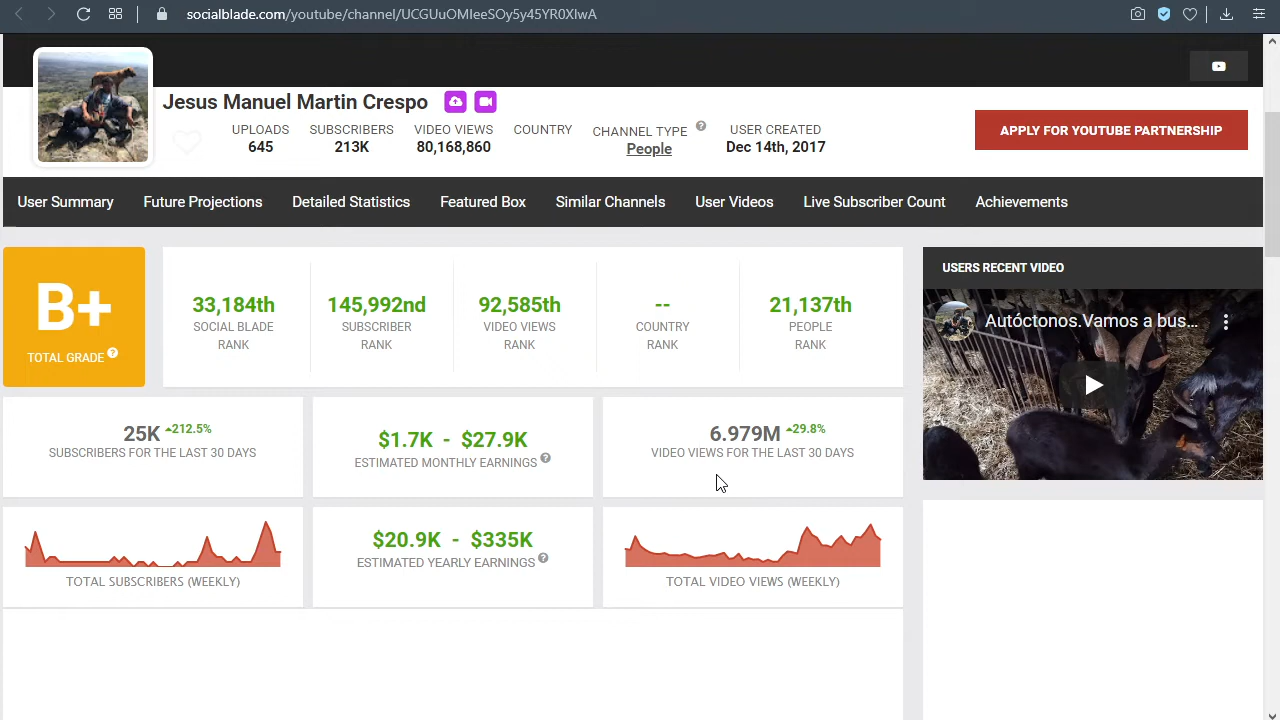 socialblade.com/youtube/channel/UCGUuOMIeeSOy5y45YR0XIwA
Jesus Manuel Martin Crespo
UPLOADS
645
SUBSCRIBERS
213K
VIDEO VIEWS
80,168,860
COUNTRY
CHANNEL TYPE
People
USER CREATED
Dec 14th, 2017
APPLY FOR YOUTUBE PARTNERSHIP
User Summary
Future Projections
Detailed Statistics
Featured Box
Similar Channels
User Videos
Live Subscriber Count
Achievements
B+
TOTAL GRADE
33,184th
SOCIAL BLADE
RANK
145,992nd
SUBSCRIBER
RANK
92,585th
VIDEO VIEWS
RANK
--
COUNTRY
RANK
21,137th
PEOPLE
RANK
USERS RECENT VIDEO
Autóctonos.Vamos a bus...
25K 212.5%
SUBSCRIBERS FOR THE LAST 30 DAYS
$1.7K - $27.9K
ESTIMATED MONTHLY EARNINGS
6.979M 29.8%
VIDEO VIEWS FOR THE LAST 30 DAYS
TOTAL SUBSCRIBERS (WEEKLY)
$20.9K - $335K
ESTIMATED YEARLY EARNINGS
TOTAL VIDEO VIEWS (WEEKLY)